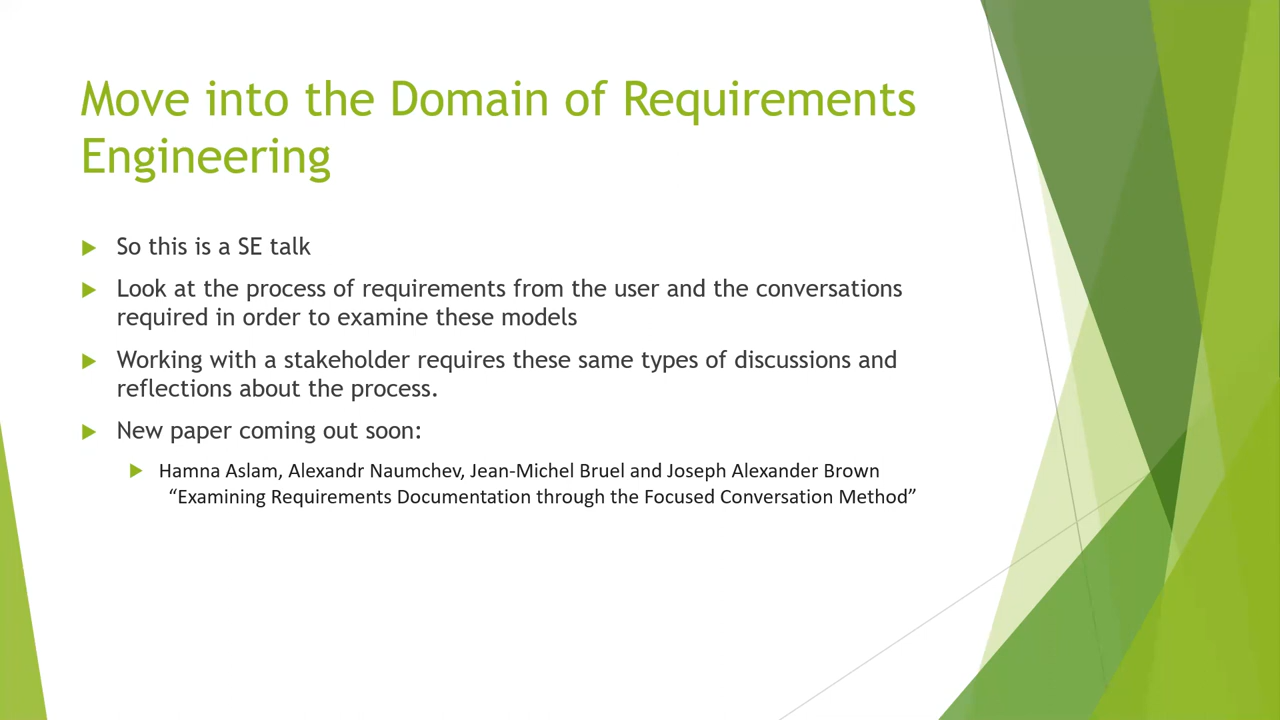 Move into the Domain of Requirements
Engineering
So this is a SE talk
Look at the process of requirements from the user and the conversations
required in order to examine these models
Working with a stakeholder requires these same types of discussions and
reflections about the process.
New paper coming out soon:
Hamna Aslam, Alexandr Naumchev, Jean-Michel Bruel and Joseph Alexander Brown
“Examining Requirements Documentation through the Focused Conversation Method”